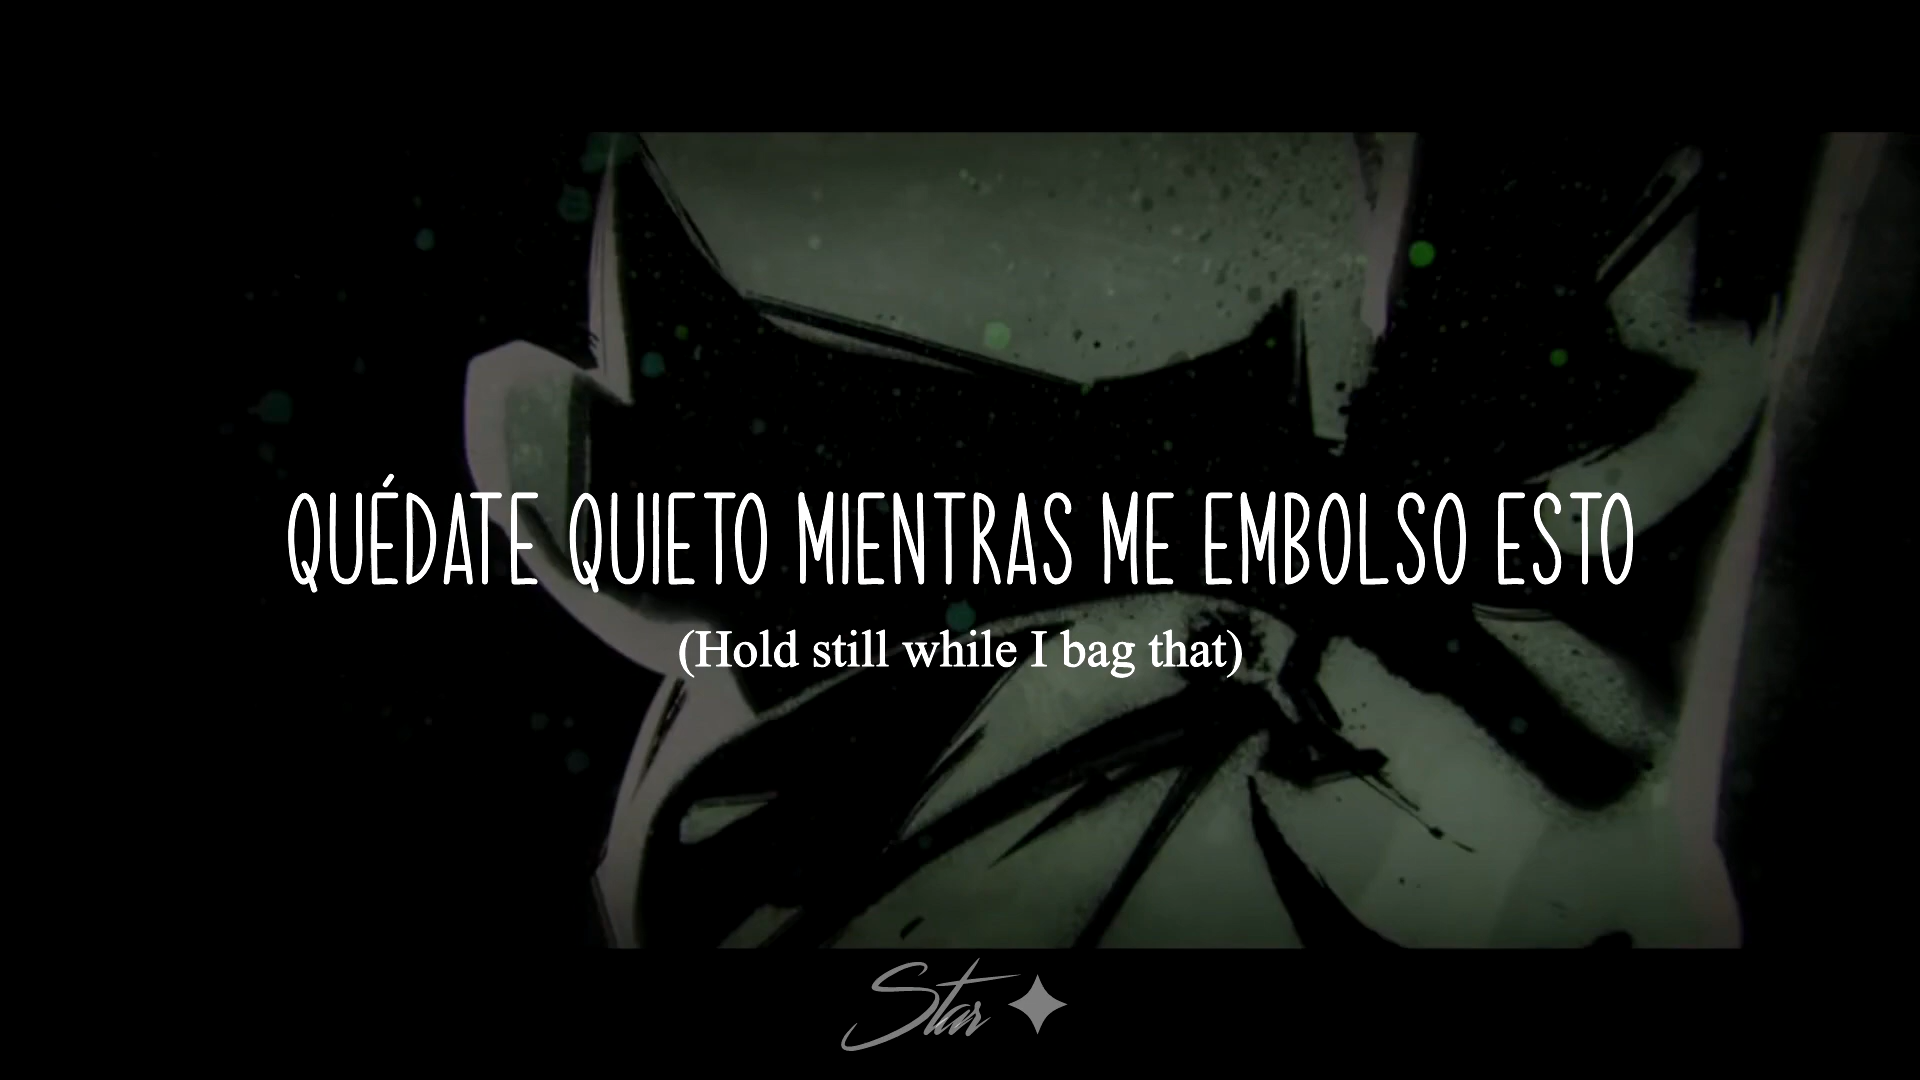 QUÉDATE QUIETO MIENTRAS ME EMBOLSO ESTO
(Hold still while I bag that)
Star